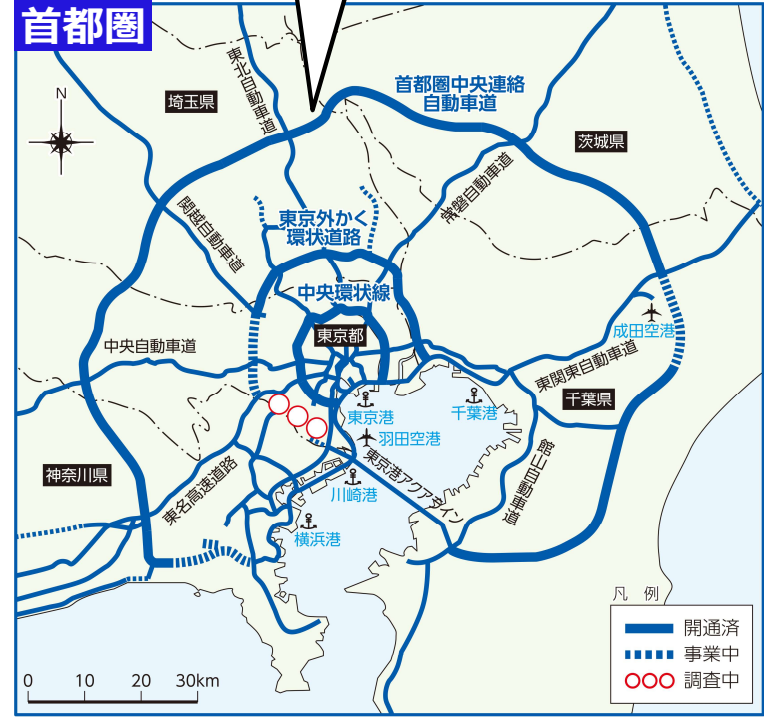 首都圏
N
埼玉県
東北自動車道
首都圏中央連絡
自動車道
茨城県
関越自動車道
常磐自動車道
東京外かく
環状道路
中央環状線
東京都
中央自動車道
成田空港
東関東自動車道
千葉県
東京港
千葉港
羽田空港
館山自動車道
東京港アクアライン
神奈川県
東名高速道路
川崎港
横浜港
凡 例
開通済
事業中
調査中
0 10 20 30km